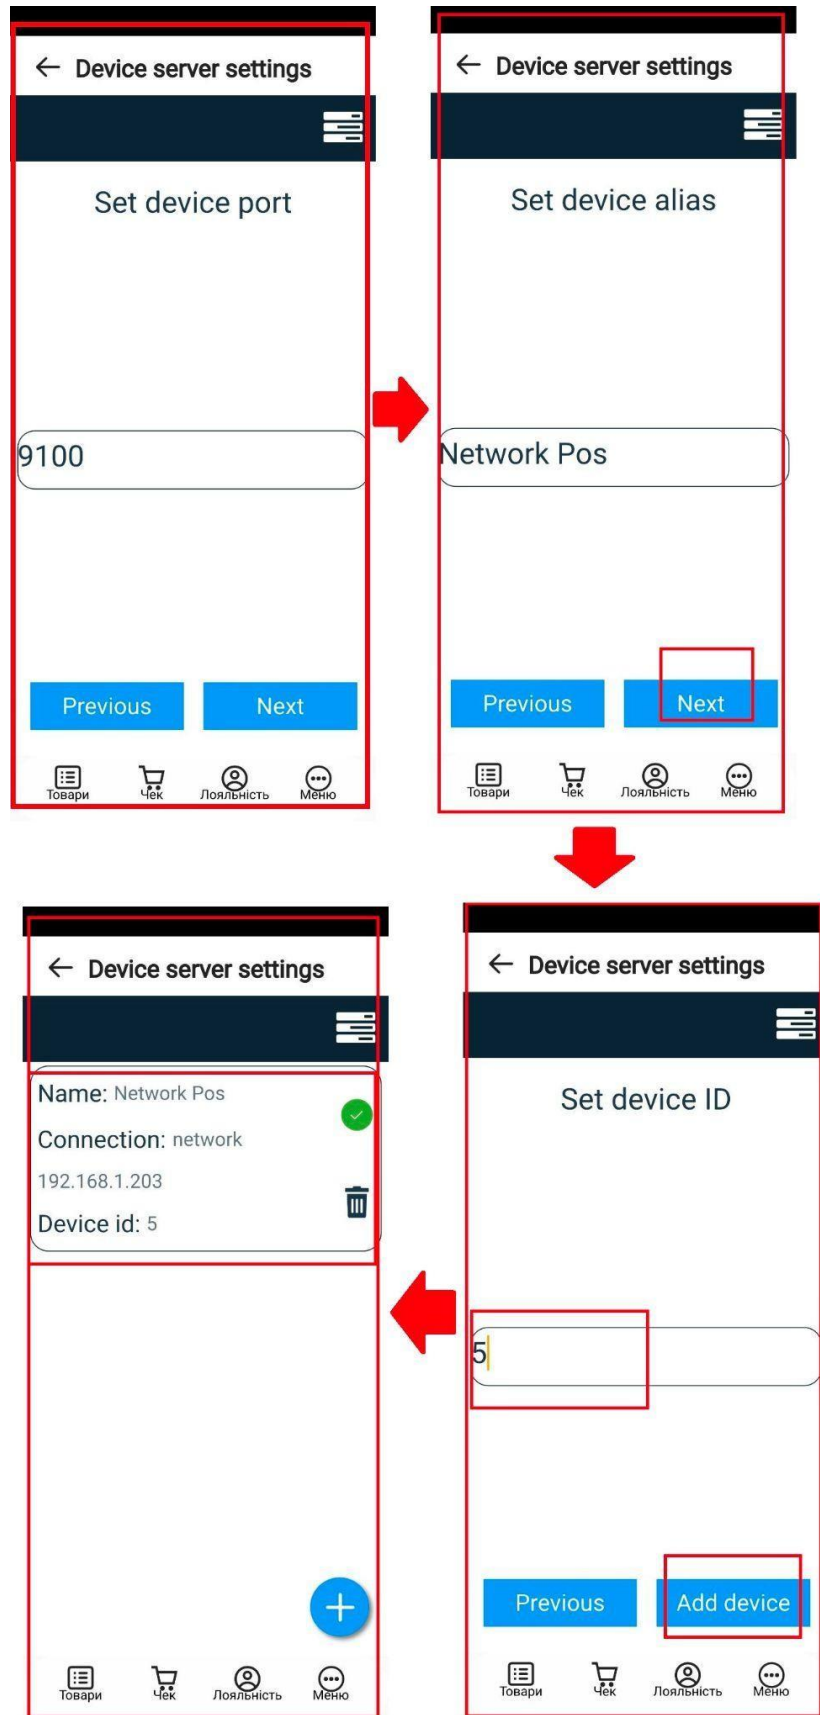 Device server settings
Set device port
9100
Previous
Next
Товари
Чек
Лояльність
Меню
Device server settings
Set device alias
Network Pos
Previous
Next
Товари
Чек
Лояльність
Меню
Device server settings
Set device ID
5
Previous
Add device
Товари
Чек
Лояльність
Меню
Device server settings
Name: Network Pos
Connection: network
192.168.1.203
Device id: 5
Товари
Чек
Лояльність
Меню